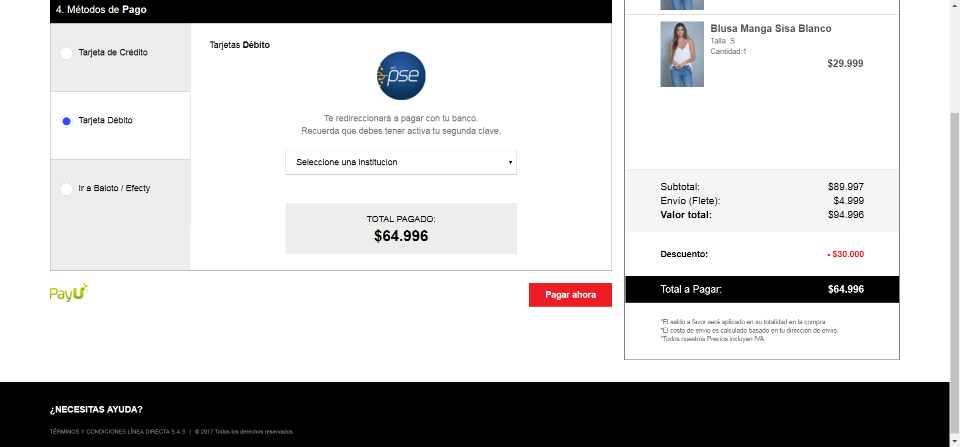 4. Métodos de Pago
Tarjeta de Crédito
Tarjeta Débito
Ir a Baloto / Efecty
Tarjetas Débito
pse
Te redireccionará a pagar con tu banco.
Recuerda que debes tener activa tu segunda clave.
Seleccione una institucion
TOTAL PAGADO:
$64.996
PayU
Pagar ahora
Blusa Manga Sisa Blanco
Talla: S
Cantidad:1
$29.999
Subtotal: $89.997
Envío (Flete): $4.999
Valor total: $94.996
Descuento: - $30.000
Total a Pagar: $64.996
*El saldo a favor será aplicado en su totalidad en la compra
*El costo de envio es calculado basado en tu dirección de envio.
*Todos nuestros Precios incluyen IVA
¿NECESITAS AYUDA?
TÉRMINOS Y CONDICIONES LÍNEA DIRECTA S.A.S. | © 2017 Todos los derechos reservados.